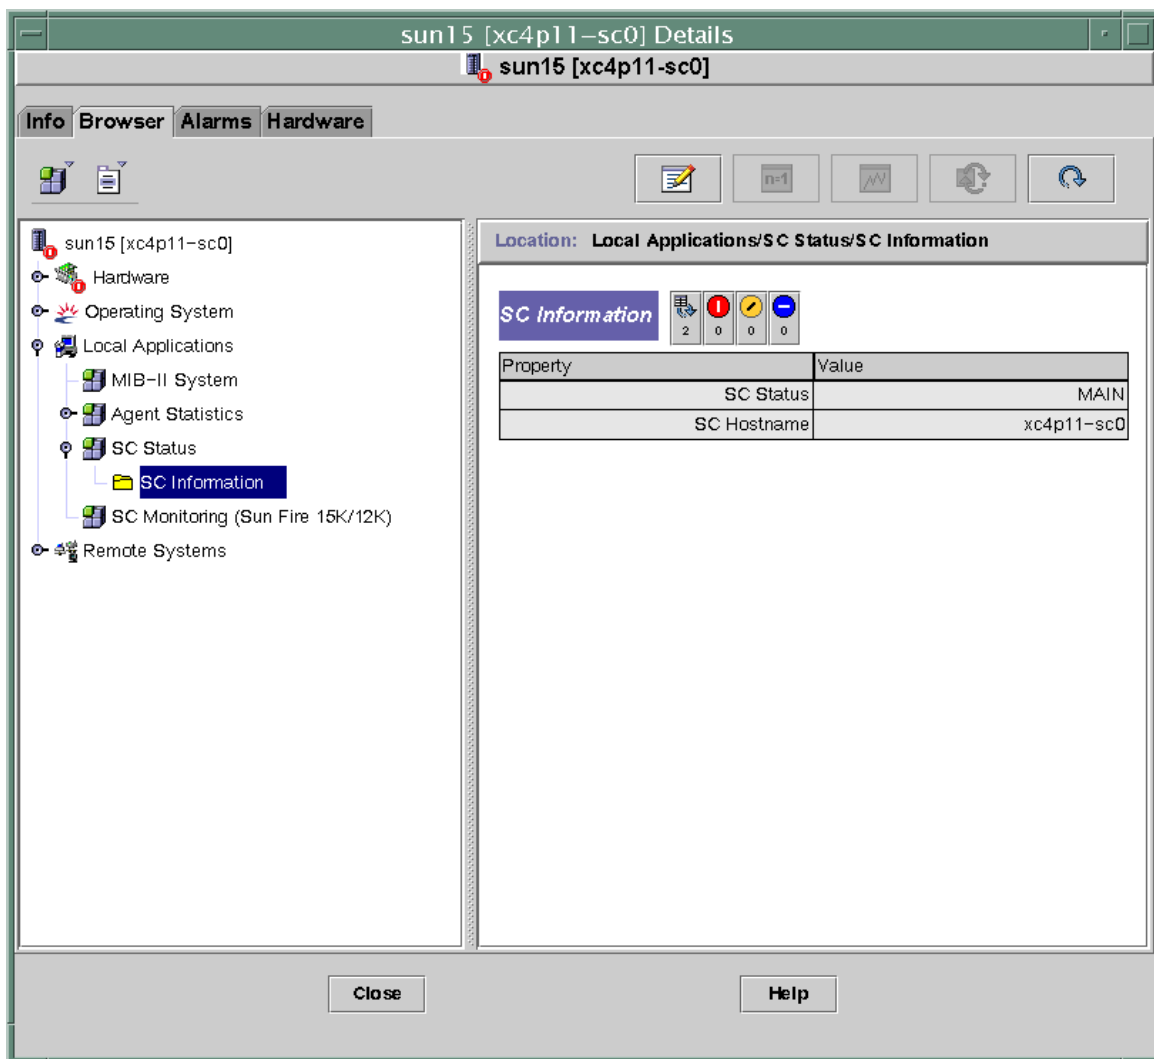 sun15 [xc4p11-sc0] Details
sun15 [xc4p11-sc0]
Info Browser Alarms Hardware
n=1
sun15 [xc4p11-sc0]
Hardware
Operating System
Local Applications
MIB-II System
Agent Statistics
SC Status
SC Information
SC Monitoring (Sun Fire 15K/12K)
Remote Systems
Location: Local Applications/SC Status/SC Information
SC Information
2 0 0 0
Property Value
SC Status MAIN
SC Hostname xc4p11-sc0
Close Help